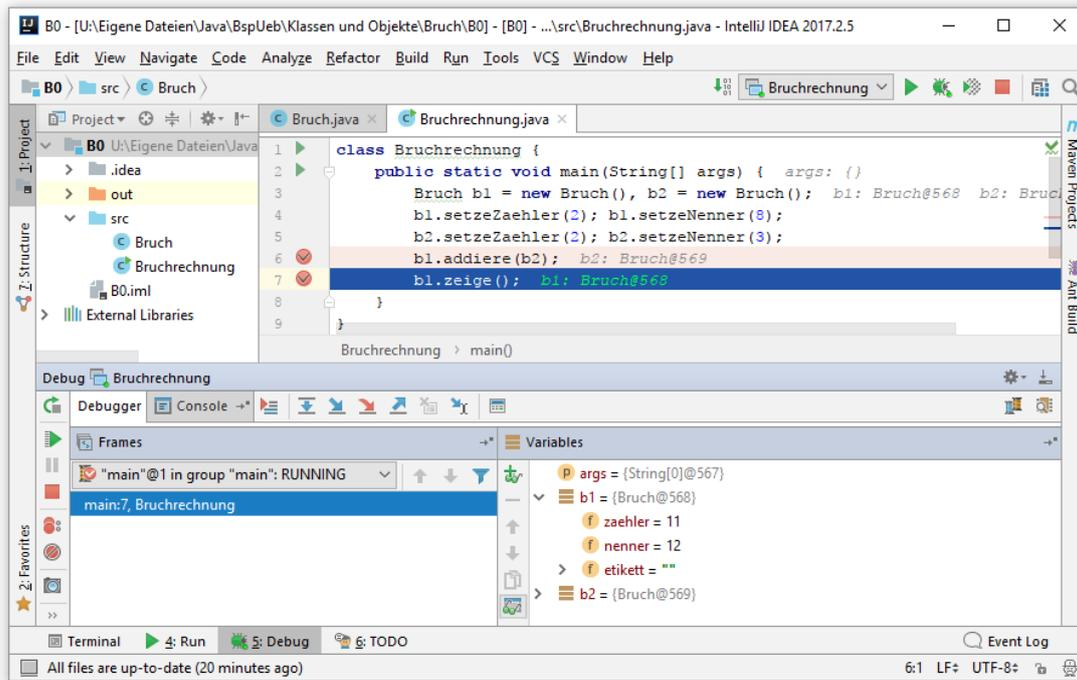 B0 - [U:\Eigene Dateien\Java\BspUeb\Klassen und Objekte\Bruch\B0] - [B0] - ...\src\Bruchrechnung.java - IntelliJ IDEA 2017.2.5
File Edit View Navigate Code Analyze Refactor Build Run Tools VCS Window Help
B0 src Bruch Bruchrechnung
1: Project
Z: Structure
2: Favorites
Project
B0 U:\Eigene Dateien\Java
.idea
out
src
Bruch
Bruchrechnung
B0.iml
External Libraries
Bruch.java Bruchrechnung.java
1 class Bruchrechnung {
2 public static void main(String[] args) { args: {}
3 Bruch b1 = new Bruch(), b2 = new Bruch(); b1: Bruch@568 b2: Bruc
4 b1.setzeZaehler(2); b1.setzeNenner(8);
5 b2.setzeZaehler(2); b2.setzeNenner(3);
6 b1.addiere(b2); b2: Bruch@569
7 b1.zeige(); b1: Bruch@568
8 }
9 }
Bruchrechnung main()
Maven Projects
Ant Build
Debug Bruchrechnung
Debugger Console
Frames
"main"@1 in group "main": RUNNING
main:7, Bruchrechnung
Variables
args = {String[0]@567}
b1 = {Bruch@568}
zaehler = 11
nenner = 12
etikett = ""
b2 = {Bruch@569}
Terminal 4: Run 5: Debug 6: TODO Event Log
All files are up-to-date (20 minutes ago) 6:1 LF UTF-8